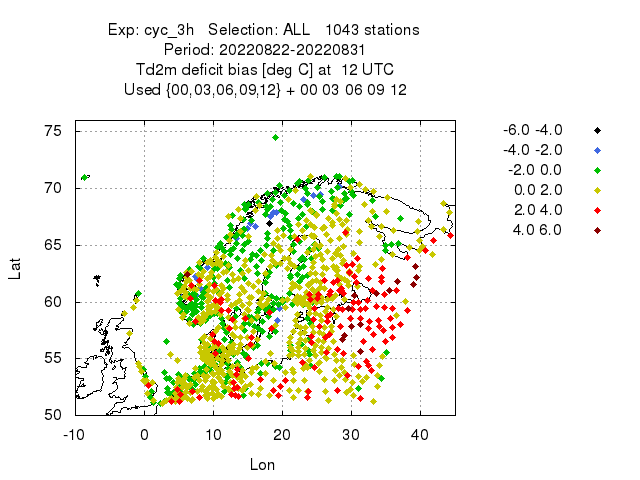 Exp: cyc_3h   Selection: ALL   1043 stations
Period: 20220822-20220831
Td2m deficit bias [deg C] at  12 UTC
Used {00,03,06,09,12} + 00 03 06 09 12
-6.0 -4.0
-4.0 -2.0
-2.0 0.0
0.0 2.0
2.0 4.0
4.0 6.0
75
70
65
60
55
50
Lat
-10 0 10 20 30 40
Lon